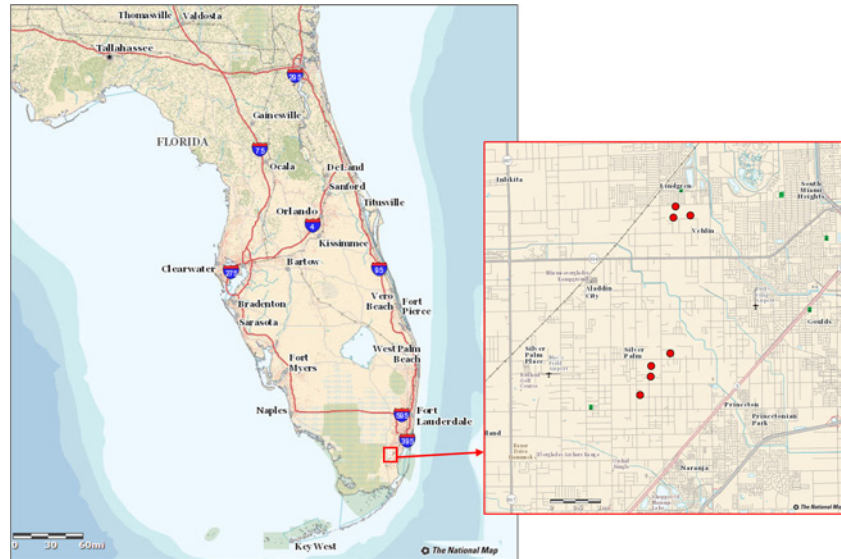 Thomasville
Valdosta
Tallahassee
295
Gainesville
FLORIDA
75
Ocala
DeLand
Sanford
Titusville
Orlando
4
Kissimmee
Clearwater
275
Bartow
95
Bradenton
Vero
Beach
Fort
Pierce
Sarasota
West Palm
Beach
Fort
Myers
Naples
595
Fort
Lauderdale
395
Key West
0 30 60mi
The National Map
Lindgren
South
Miami
Heights
Aladdin
City
Goulds
Silver
Palm
Place
Silver
Palm
Princeton
Princetonian
Park
Naranja
The National Map